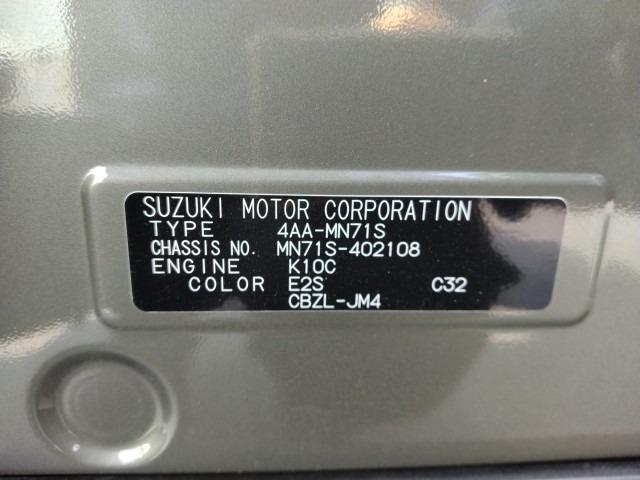 SUZUKI MOTOR CORPORATION
TYPE 4AA-MN71S
CHASSIS NO. MN71S-402108
ENGINE K10C
COLOR E2S C32
CBZL-JM4